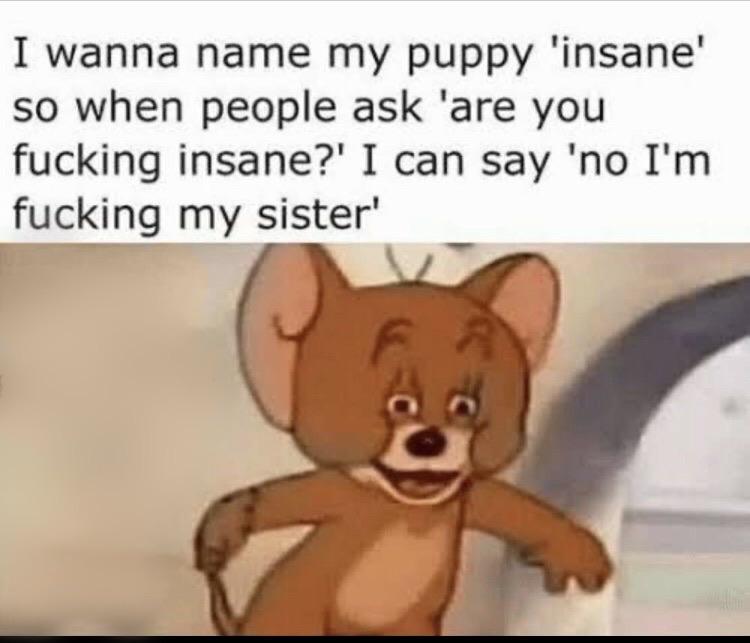 I wanna name my puppy 'insane'
so when people ask 'are you
fucking insane?' I can say 'no I'm
fucking my sister'